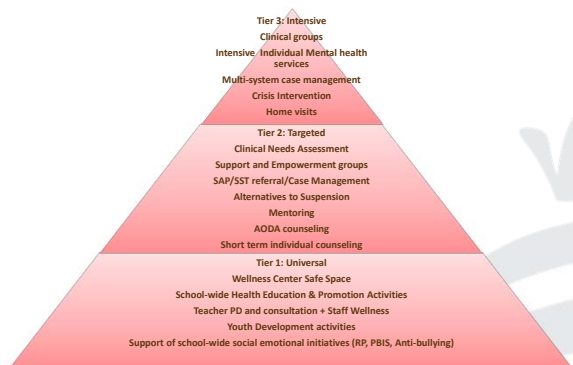 Tier 3: Intensive
Clinical groups
Intensive Individual Mental health
services
Multi-system case management
Crisis Intervention
Home visits
Tier 2: Targeted
Clinical Needs Assessment
Support and Empowerment groups
SAP/SST referral/Case Management
Alternatives to Suspension
Mentoring
AODA counseling
Short term individual counseling
Tier 1: Universal
Wellness Center Safe Space
School-wide Health Education & Promotion Activities
Teacher PD and consultation + Staff Wellness
Youth Development activities
Support of school-wide social emotional initiatives (RP, PBIS, Anti-bullying)